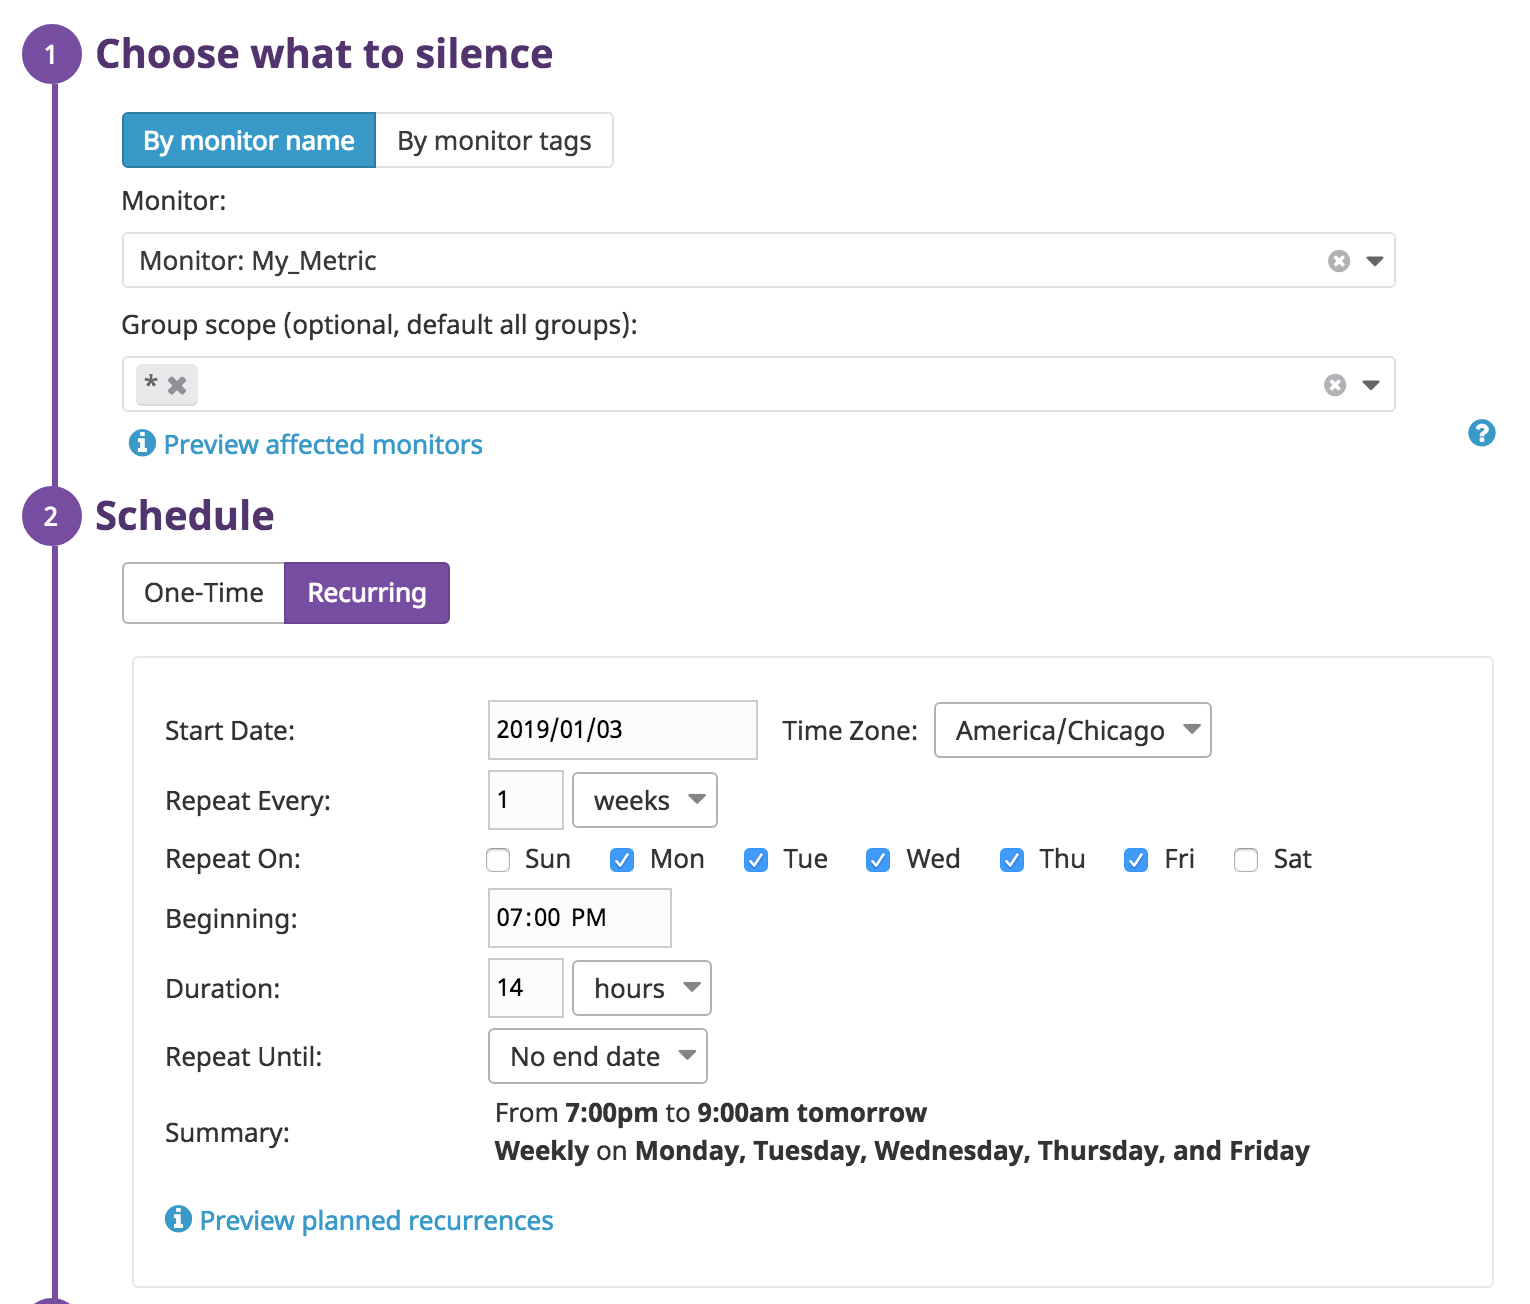 1 Choose what to silence
By monitor name By monitor tags
Monitor:
Monitor: My_Metric
Group scope (optional, default all groups):
*
Preview affected monitors
2 Schedule
One-Time Recurring
Start Date: 2019/01/03 Time Zone: America/Chicago
Repeat Every: 1 weeks
Repeat On: Sun Mon Tue Wed Thu Fri Sat
Beginning: 07:00 PM
Duration: 14 hours
Repeat Until: No end date
Summary: From 7:00pm to 9:00am tomorrow
Weekly on Monday, Tuesday, Wednesday, Thursday, and Friday
Preview planned recurrences